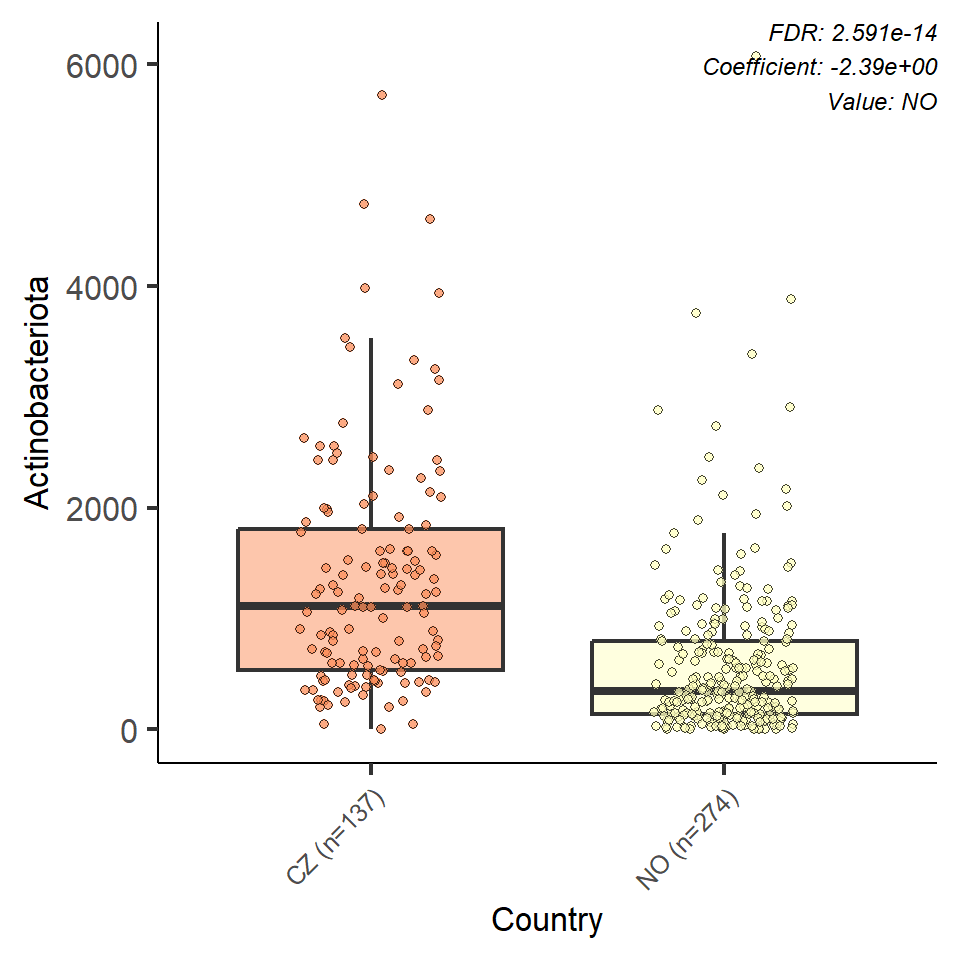 FDR: 2.591e-14
Coefficient: -2.39e+00
Value: NO
6000
4000
2000
0
Actinobacteriota
CZ (n=137)
NO (n=274)
Country